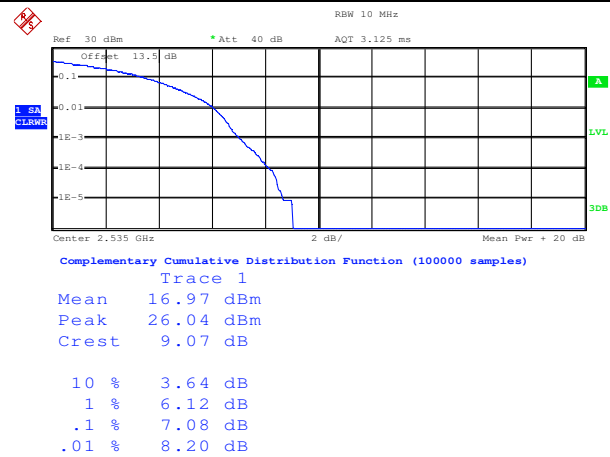 RBW 10 MHz
Ref 30 dBm * Att 40 dB AQT 3.125 ms
Offset 13.5 dB
0.1
A
0.01
1 SA
CLRWR
1E-3
LVL
1E-4
1E-5
3DB
Center 2.535 GHz 2 dB/ Mean Pwr + 20 dB
Complementary Cumulative Distribution Function (100000 samples)
Trace 1
Mean 16.97 dBm
Peak 26.04 dBm
Crest 9.07 dB
10 % 3.64 dB
1 % 6.12 dB
.1 % 7.08 dB
.01 % 8.20 dB